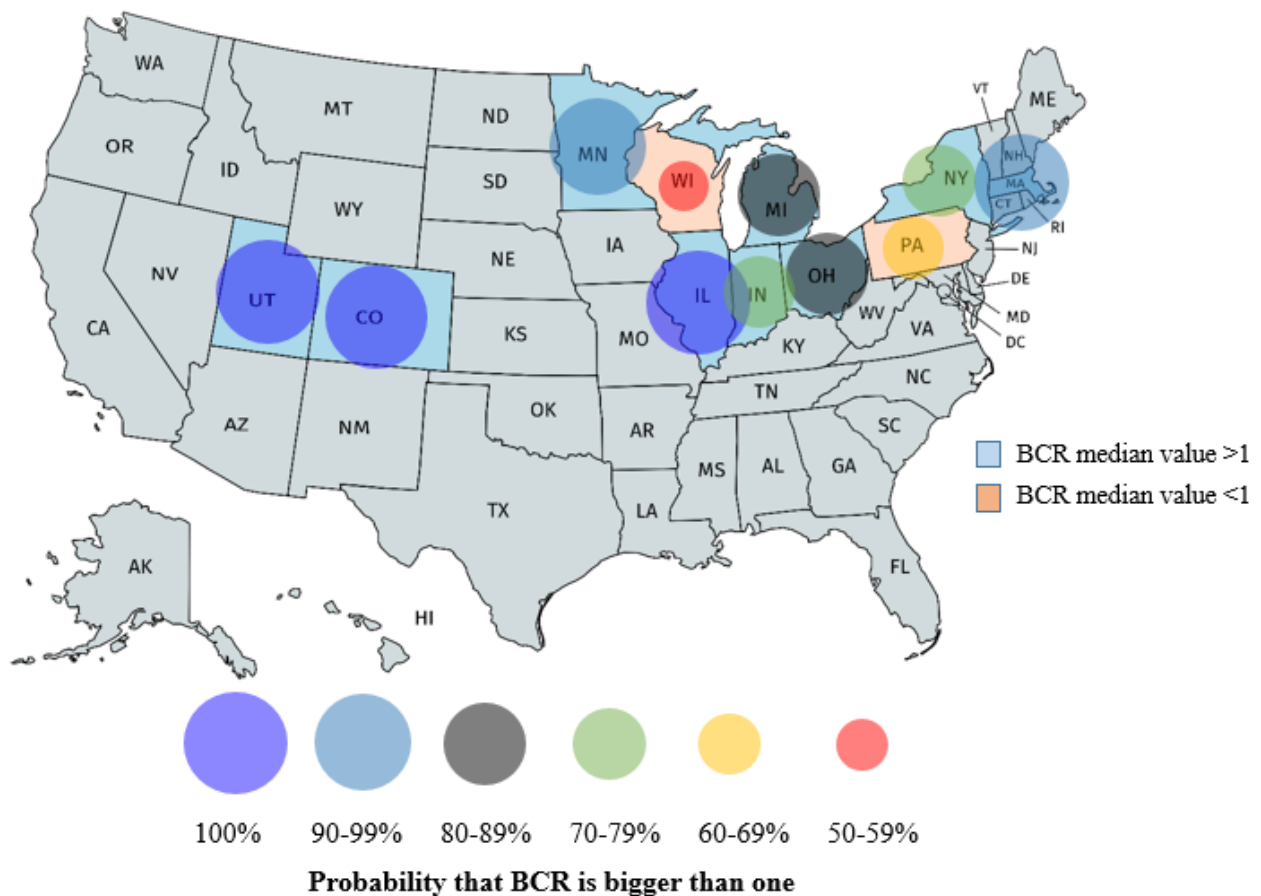 WA
MT
ND
MN
VT
ME
OR
ID
SD
WI
MI
NY
NH
MA
CT
RI
WY
IA
NE
PA
NJ
NV
UT
CO
IL
IN
OH
DE
CA
KS
MO
WV
VA
MD
DC
KY
AZ
NM
OK
TN
NC
AR
SC
MS
AL
GA
TX
LA
BCR median value >1
BCR median value <1
AK
HI
FL
100%
90-99%
80-89%
70-79%
60-69%
50-59%
Probability that BCR is bigger than one